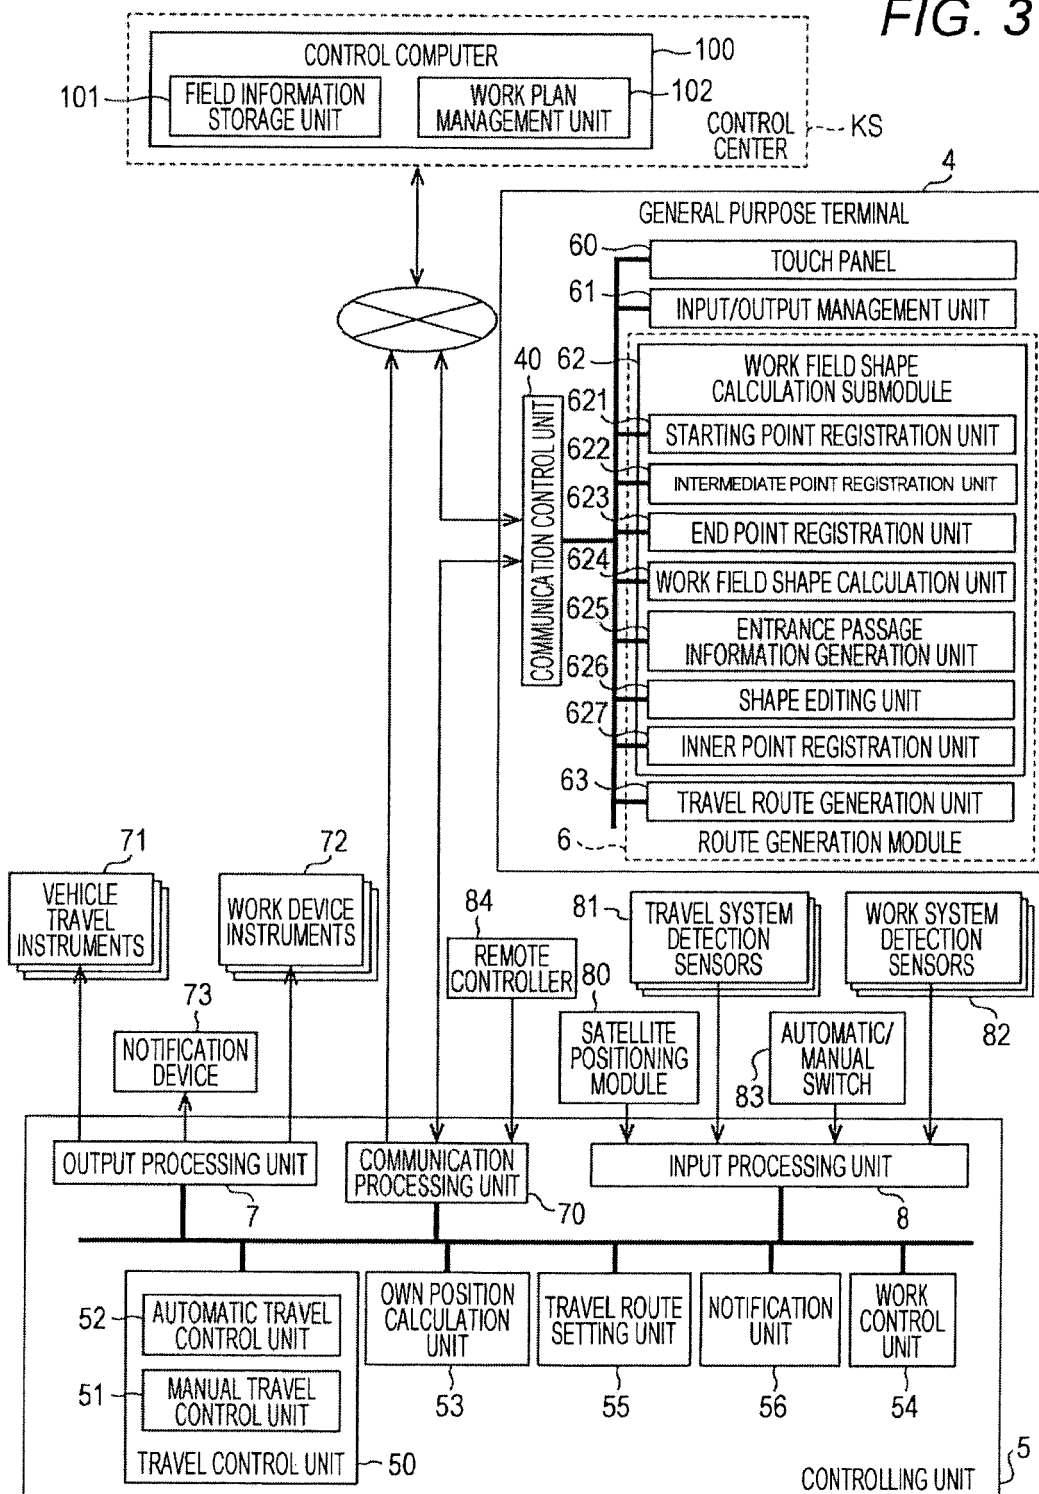 FIG. 3
CONTROL COMPUTER
100
101
FIELD INFORMATION
STORAGE UNIT
WORK PLAN
MANAGEMENT UNIT
102
CONTROL
CENTER
KS
4
GENERAL PURPOSE TERMINAL
60
TOUCH PANEL
61
INPUT/OUTPUT MANAGEMENT UNIT
62
WORK FIELD SHAPE
CALCULATION SUBMODULE
40
COMMUNICATION CONTROL UNIT
621
STARTING POINT REGISTRATION UNIT
622
INTERMEDIATE POINT REGISTRATION UNIT
623
END POINT REGISTRATION UNIT
624
WORK FIELD SHAPE CALCULATION UNIT
625
ENTRANCE PASSAGE
INFORMATION GENERATION UNIT
626
SHAPE EDITING UNIT
627
INNER POINT REGISTRATION UNIT
63
TRAVEL ROUTE GENERATION UNIT
6
ROUTE GENERATION MODULE
71
VEHICLE
TRAVEL
INSTRUMENTS
72
WORK DEVICE
INSTRUMENTS
73
NOTIFICATION
DEVICE
84
REMOTE
CONTROLLER
81
TRAVEL SYSTEM
DETECTION
SENSORS
WORK SYSTEM
DETECTION
SENSORS
82
80
SATELLITE
POSITIONING
MODULE
AUTOMATIC/
MANUAL
SWITCH
83
OUTPUT PROCESSING UNIT
7
COMMUNICATION
PROCESSING UNIT
70
INPUT PROCESSING UNIT
8
52
AUTOMATIC TRAVEL
CONTROL UNIT
51
MANUAL TRAVEL
CONTROL UNIT
TRAVEL CONTROL UNIT
50
OWN POSITION
CALCULATION
UNIT
53
TRAVEL ROUTE
SETTING UNIT
55
NOTIFICATION
UNIT
56
WORK
CONTROL
UNIT
54
5
CONTROLLING UNIT